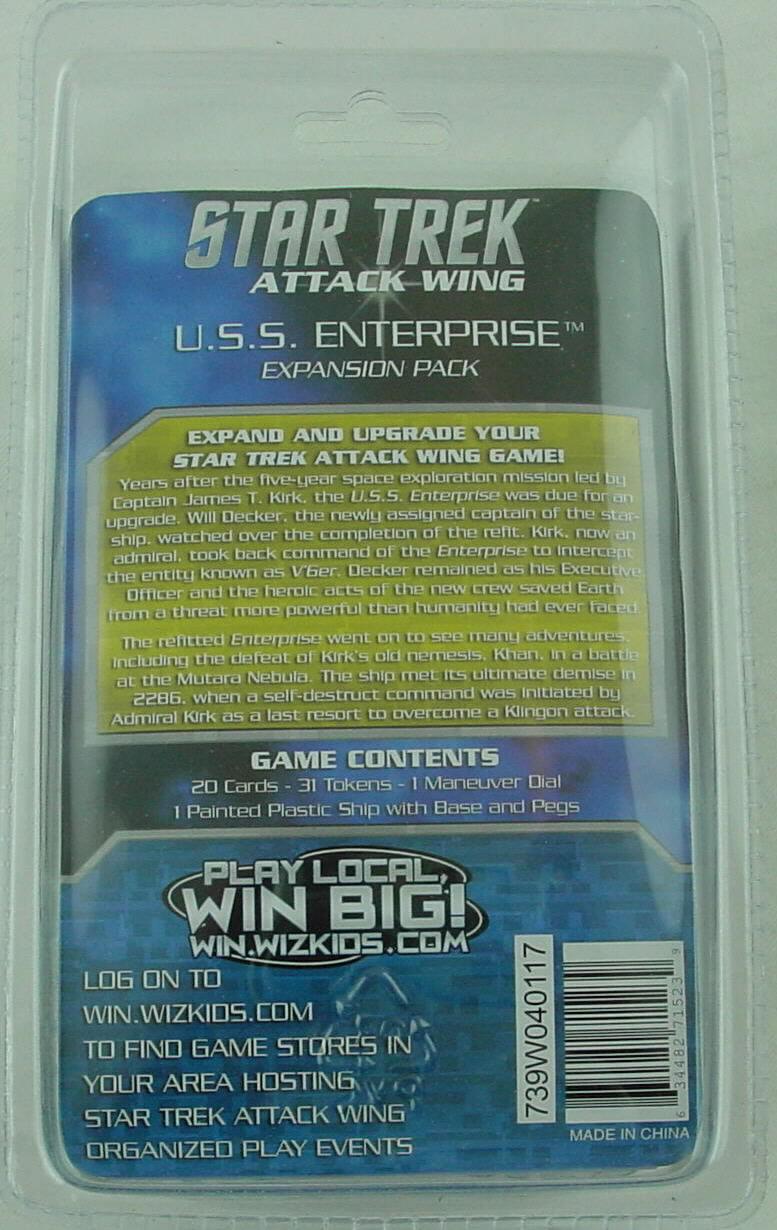 STAR TREK™
ATTACK WING
U.S.S. ENTERPRISE™
EXPANSION PACK
EXPAND AND UPGRADE YOUR
STAR TREK ATTACK WING GAME!
Years after the five-year space exploration mission led by
Captain James T. Kirk, the U.S.S. Enterprise was due for an
upgrade. Will Decker, the newly assigned captain of the star-
ship, watched over the completion of the refit. Kirk, now an
admiral, took back command of the Enterprise to intercept
the entity known as V'Ger. Decker remained as his Executive
Officer and the heroic acts of the new crew saved Earth
from a threat more powerful than humanity had ever faced.
The refitted Enterprise went on to see many adventures,
including the defeat of Kirk's old nemesis, Khan, in a battle
at the Mutara Nebula. The ship met its ultimate demise in
2286, when a self-destruct command was initiated by
Admiral Kirk as a last resort to overcome a Klingon attack.
GAME CONTENTS
20 Cards - 31 Tokens - 1 Maneuver Dial
1 Painted Plastic Ship with Base and Pegs
PLAY LOCAL,
WIN BIG!
WIN.WIZKIDS.COM
LOG ON TO
WIN.WIZKIDS.COM
TO FIND GAME STORES IN
YOUR AREA HOSTING
STAR TREK ATTACK WING
ORGANIZED PLAY EVENTS
739W040117
6 34482 71523 9
MADE IN CHINA